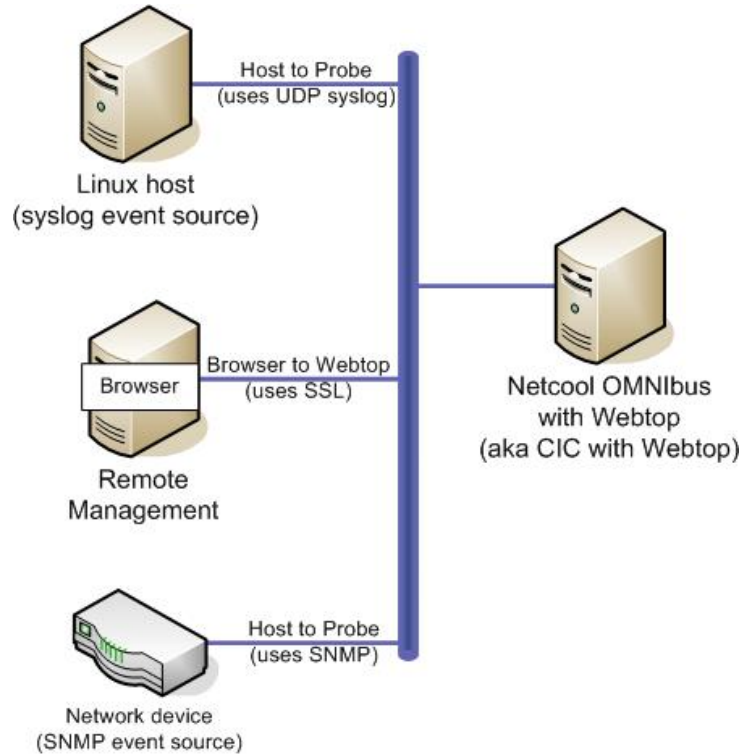 Host to Probe
(uses UDP syslog)
Linux host
(syslog event source)
Browser
Browser to Webtop
(uses SSL)
Remote
Management
Netcool OMNIbus
with Webtop
(aka CIC with Webtop)
Host to Probe
(uses SNMP)
Network device
(SNMP event source)